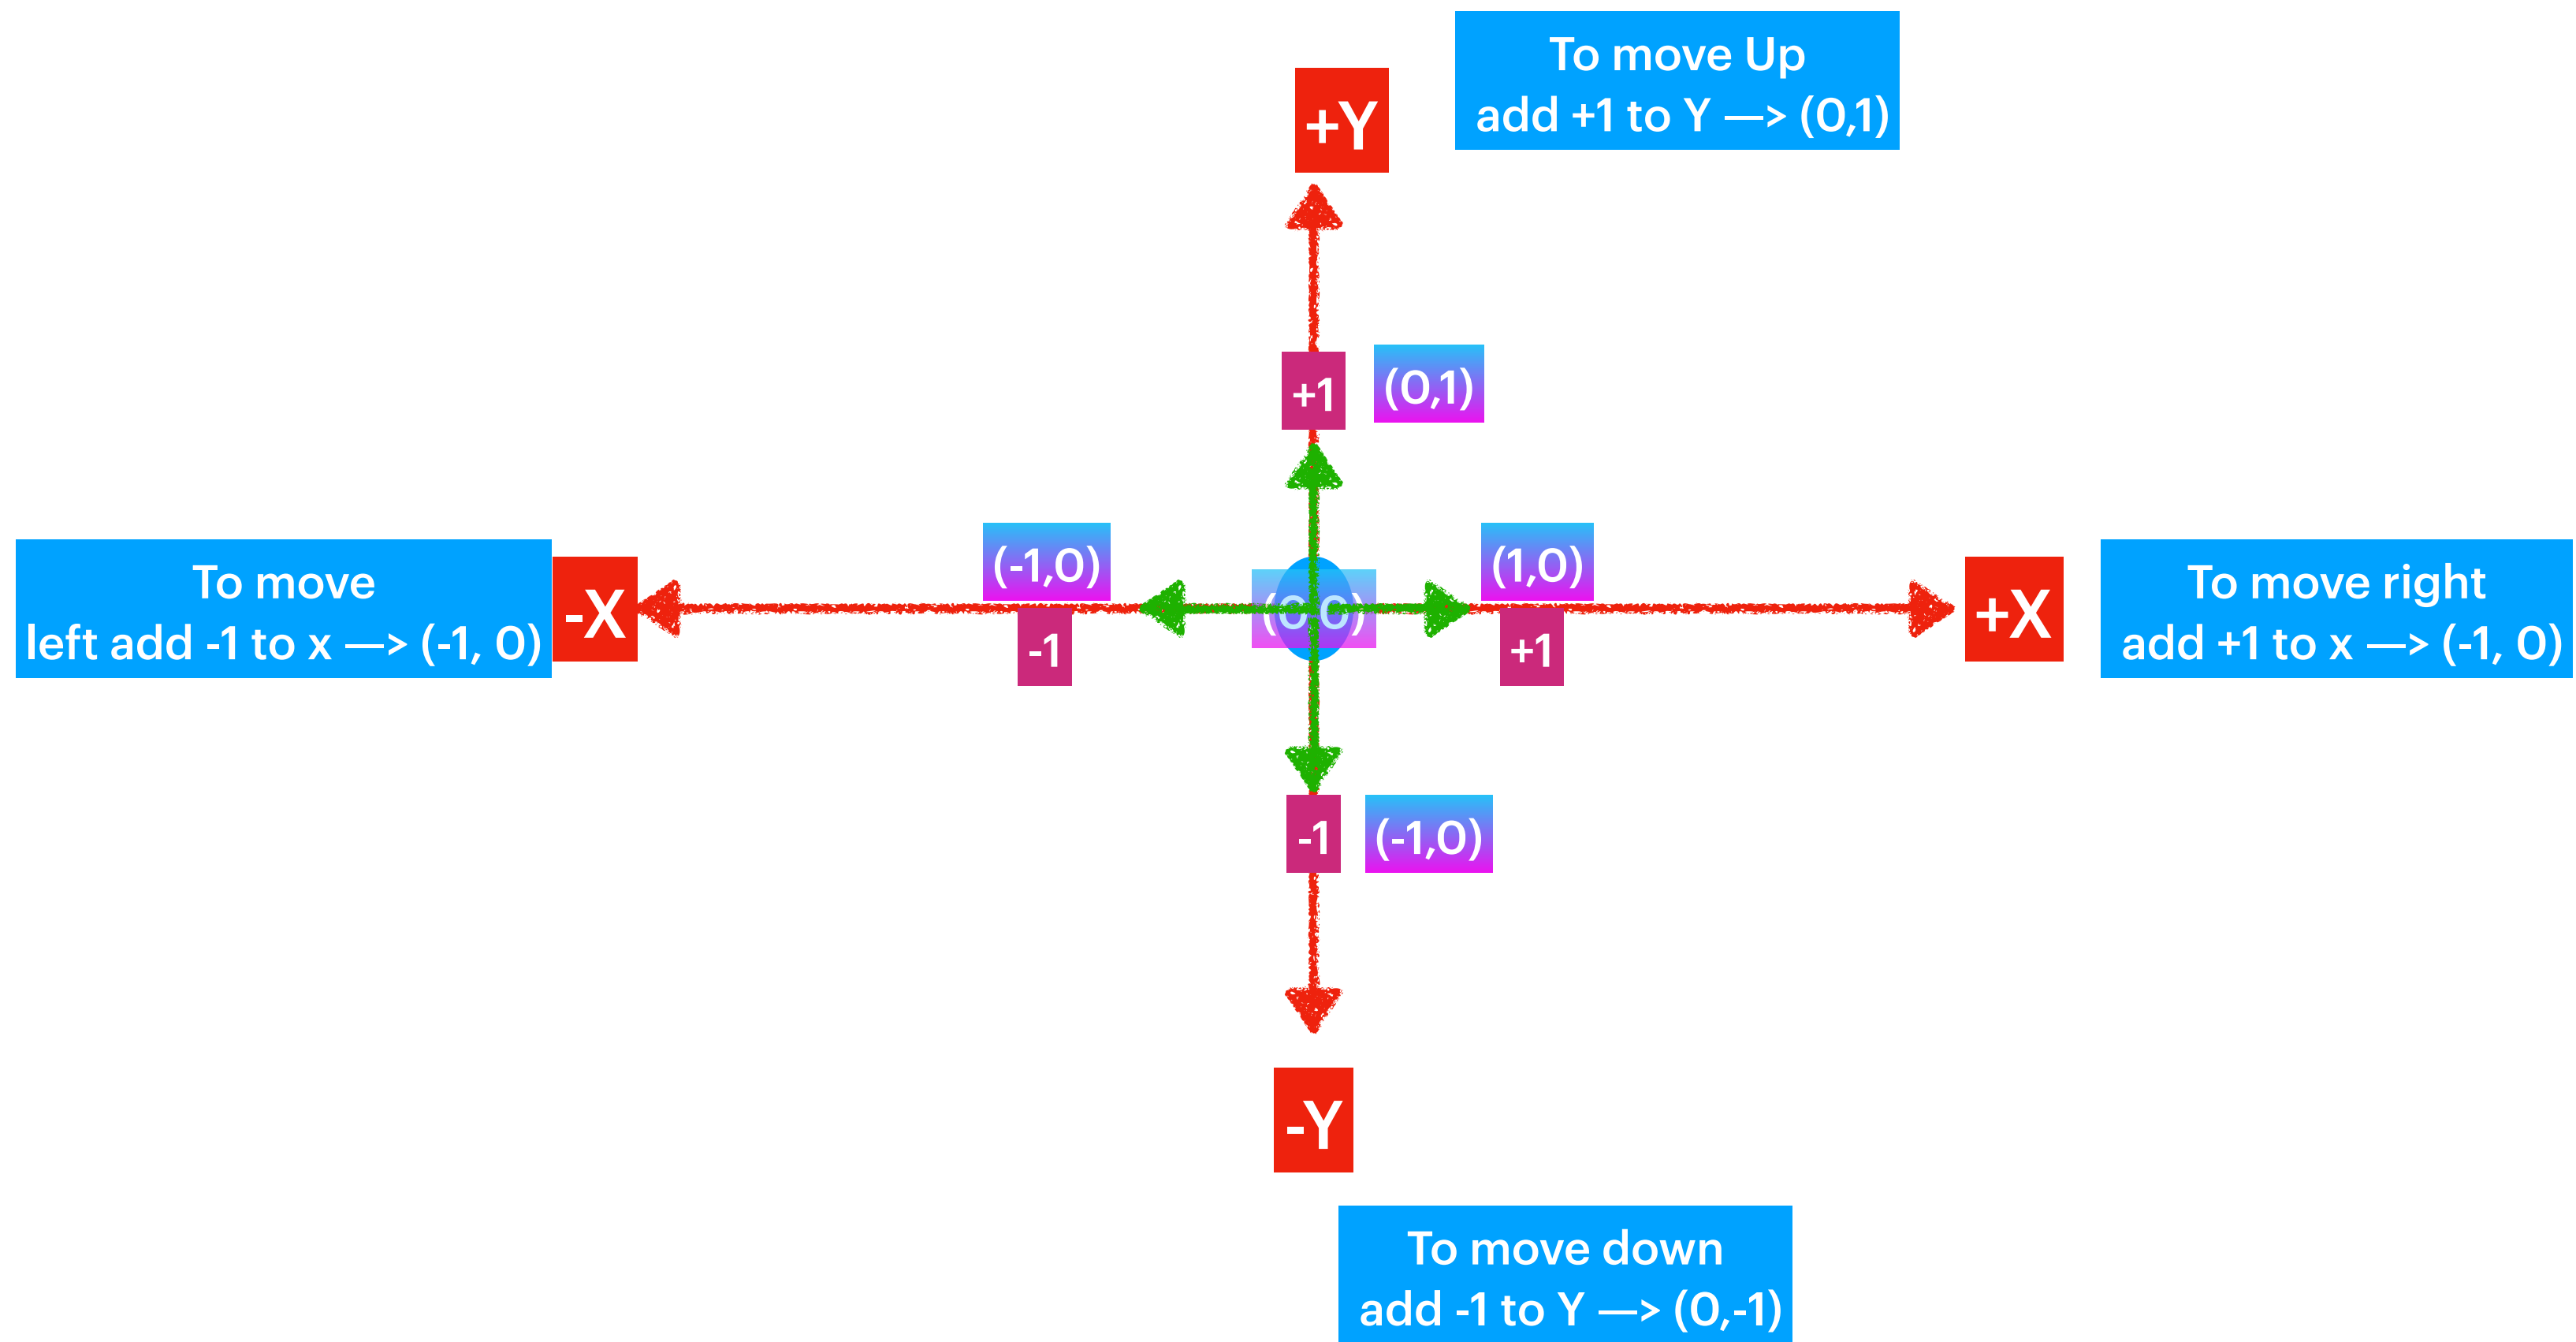 To move Up
add +1 to Y —> (0,1)
+Y
+1
(0,1)
To move
left add -1 to x —> (-1, 0)
-X
(-1,0)
-1
(0,0)
(1,0)
+1
+X
To move right
add +1 to x —> (-1, 0)
-1
(-1,0)
-Y
To move down
add -1 to Y —> (0,-1)